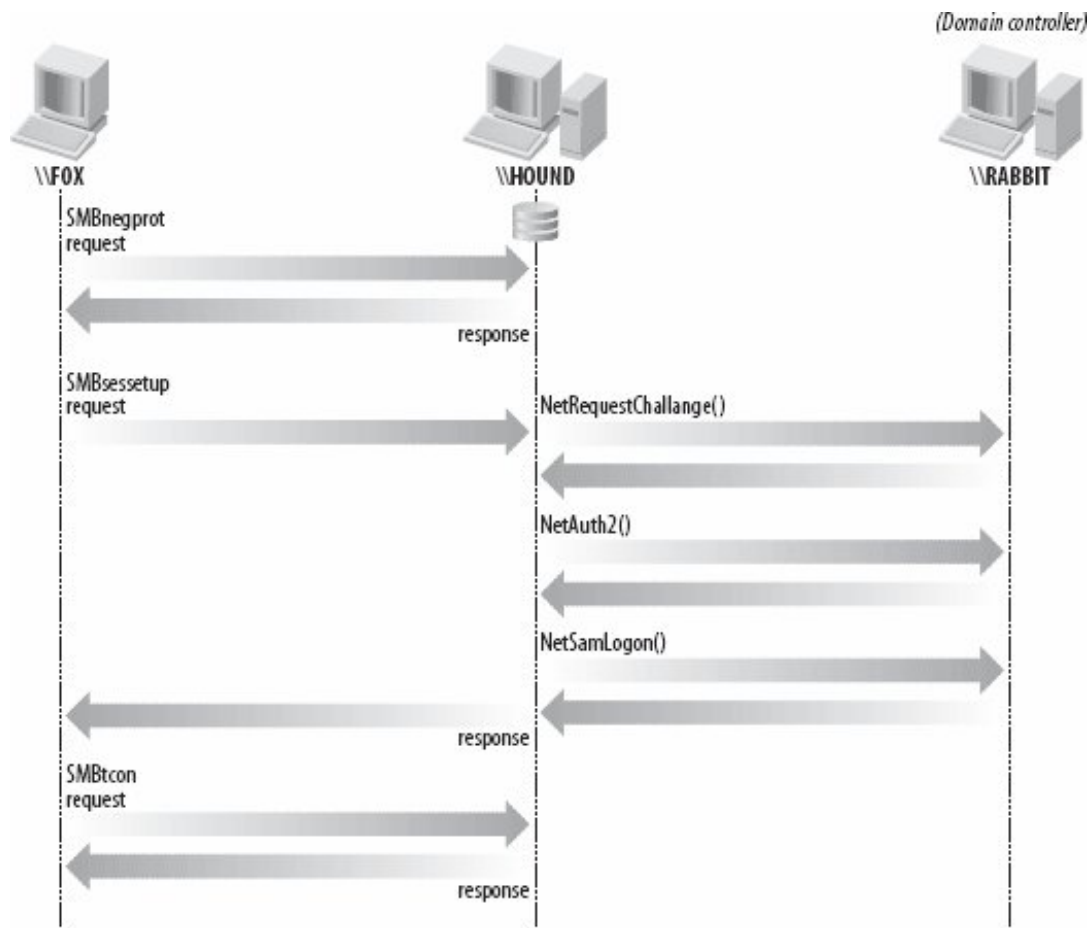 (Domain controller)
\\FOX
\\HOUND
\\RABBIT
SMBnegprot
request
response
SMBsessetup
request
NetRequestChallange()
NetAuth2()
NetSamLogon()
response
SMBtcon
request
response